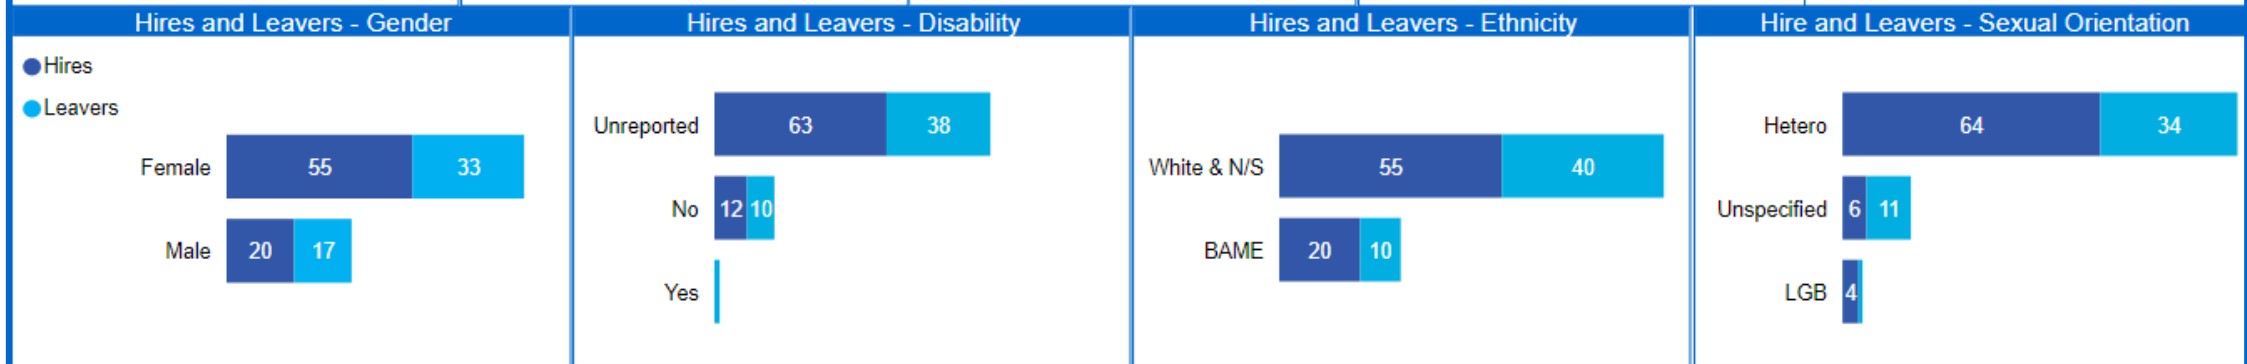 Hires and Leavers - Gender
Hires
Leavers
Female 55 33
Male 20 17
Hires and Leavers - Disability
Unreported 63 38
No 12 10
Yes
Hires and Leavers - Ethnicity
White & N/S 55 40
BAME 20 10
Hire and Leavers - Sexual Orientation
Hetero 64 34
Unspecified 6 11
LGB 4